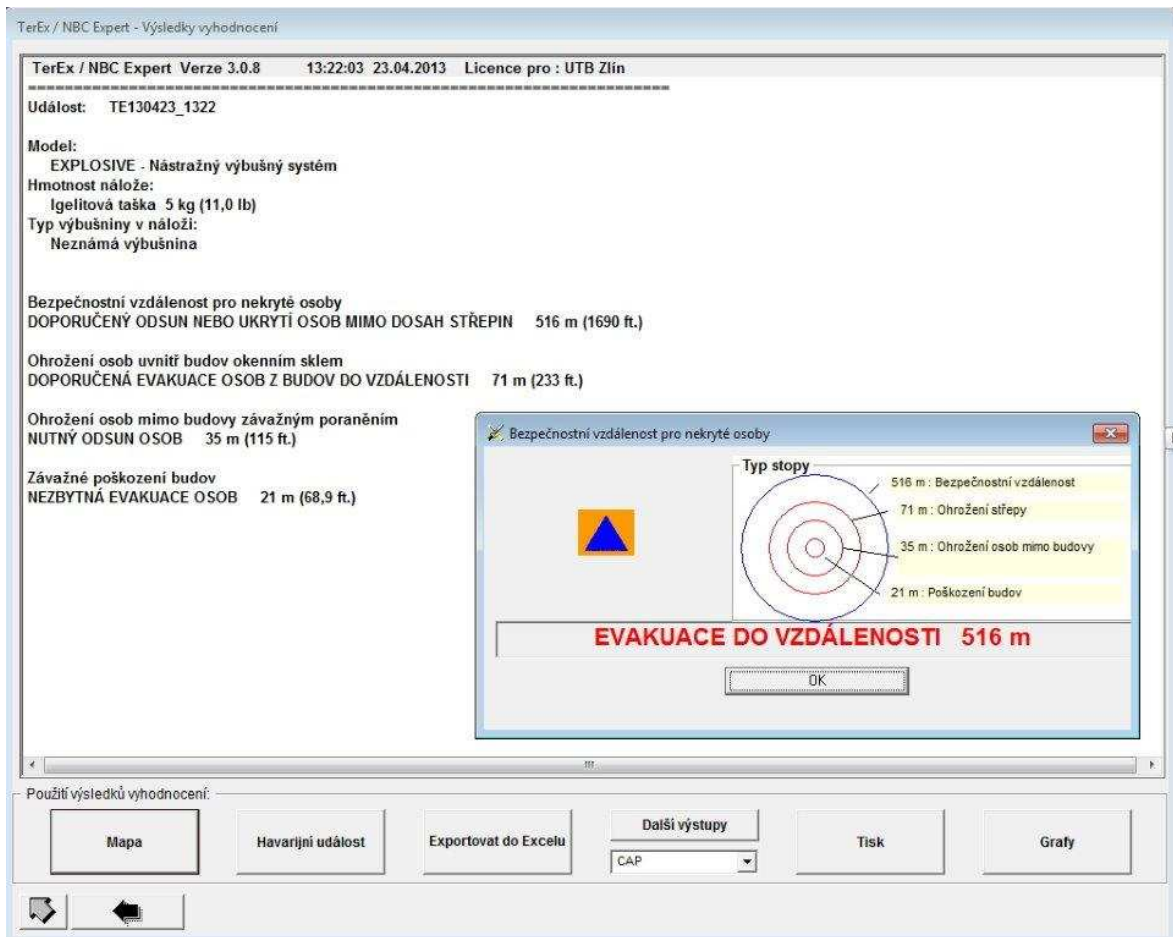 TerEx / NBC Expert - Výsledky vyhodnocení
TerEx / NBC Expert Verze 3.0.8 13:22:03 23.04.2013 Licence pro : UTB Zlín
Událost: TE130423_1322
Model:
EXPLOSIVE - Nástražný výbušný systém
Hmotnost nálože:
Igelitová taška 5 kg (11,0 lb)
Typ výbušniny v náloži:
Neznámá výbušnina
Bezpečnostní vzdálenost pro nekryté osoby
DOPORUČENÝ ODSUN NEBO UKRYTÍ OSOB MIMO DOSAH STŘEPIN 516 m (1690 ft.)
Ohrožení osob uvnitř budov okenním sklem
DOPORUČENÁ EVAKUACE OSOB Z BUDOV DO VZDÁLENOSTI 71 m (233 ft.)
Ohrožení osob mimo budovy závažným poraněním
NUTNÝ ODSUN OSOB 35 m (115 ft.)
Závažné poškození budov
NEZBYTNÁ EVAKUACE OSOB 21 m (68,9 ft.)
Bezpečnostní vzdálenost pro nekryté osoby
Typ stopy
516 m : Bezpečnostní vzdálenost
71 m : Ohrožení střepy
35 m : Ohrožení osob mimo budovy
21 m : Poškození budov
EVAKUACE DO VZDÁLENOSTI 516 m
OK
Použití výsledků vyhodnocení:
Mapa
Havarijní událost
Exportovat do Excelu
Další výstupy
CAP
Tisk
Grafy